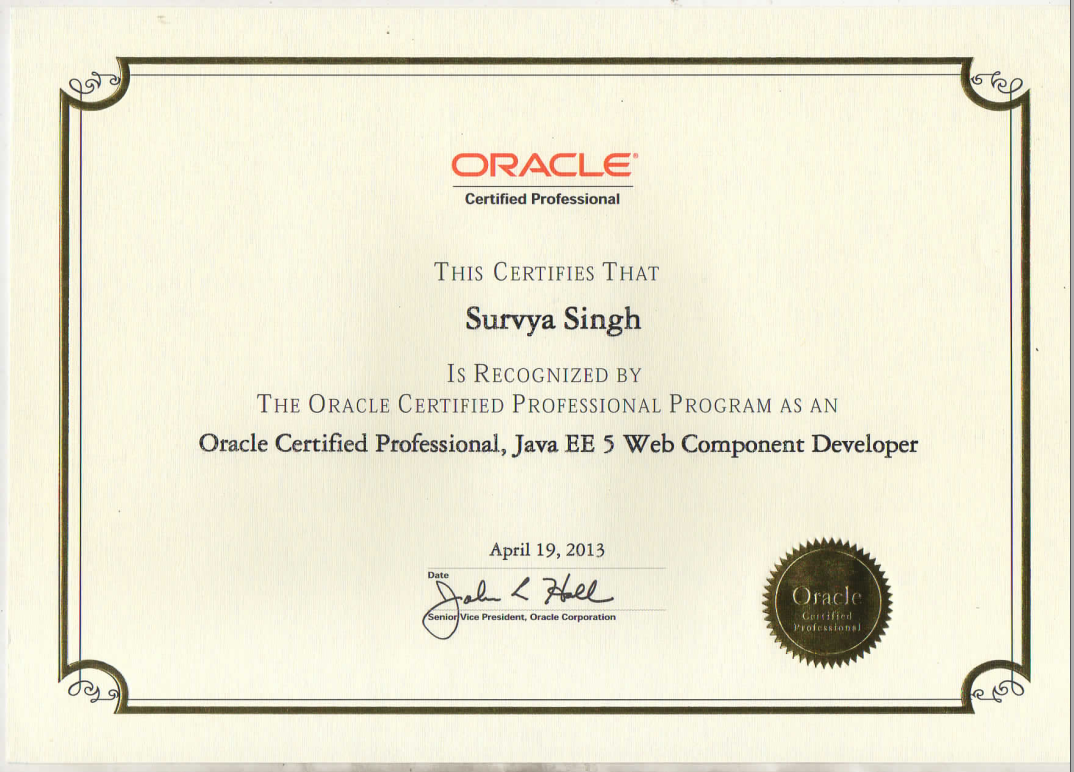 ORACLE®
Certified Professional
THIS CERTIFIES THAT
Survya Singh
IS RECOGNIZED BY
THE ORACLE CERTIFIED PROFESSIONAL PROGRAM AS AN
Oracle Certified Professional, Java EE 5 Web Component Developer
April 19, 2013
Date
John L Hall
Senior Vice President, Oracle Corporation
Oracle
Certified
Professional